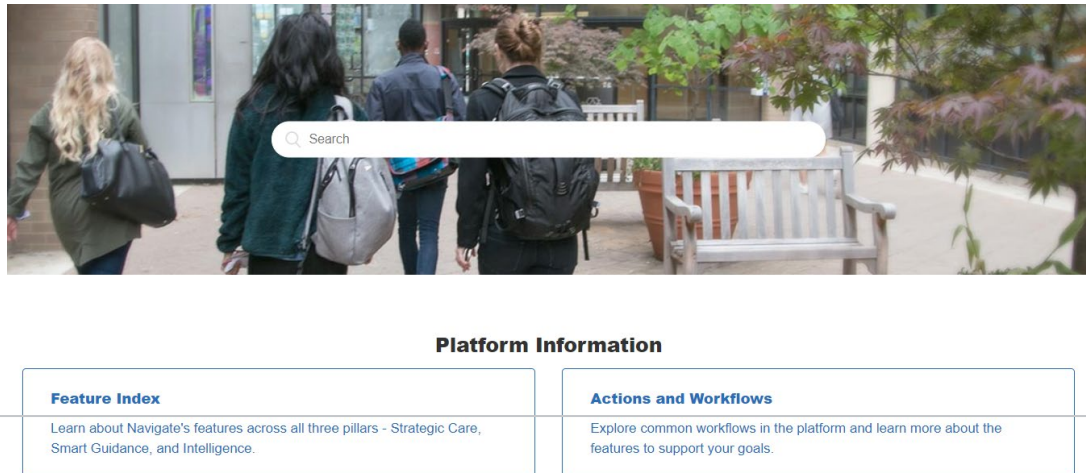 Search
Platform Information
Feature Index
Learn about Navigate's features across all three pillars - Strategic Care,
Smart Guidance, and Intelligence.
Actions and Workflows
Explore common workflows in the platform and learn more about the
features to support your goals.